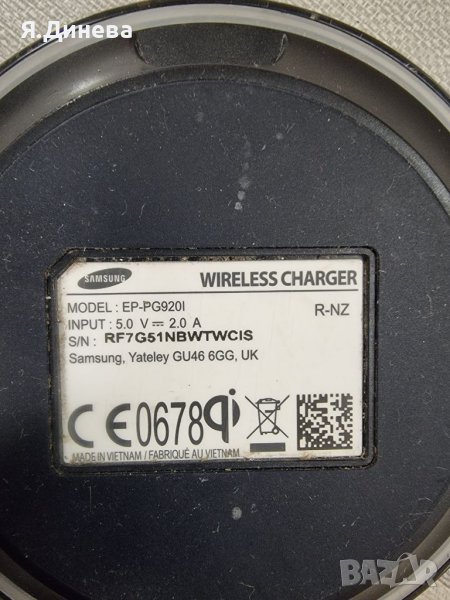 Я.Динева
SAMSUNG WIRELESS CHARGER
MODEL : EP-PG920I R-NZ
INPUT : 5.0 V ⎓ 2.0 A
S/N : RF7G51NBWTWCIS
Samsung, Yateley GU46 6GG, UK
CE0678 qi
MADE IN VIETNAM / FABRIQUÉ AU VIETNAM
BAZAR